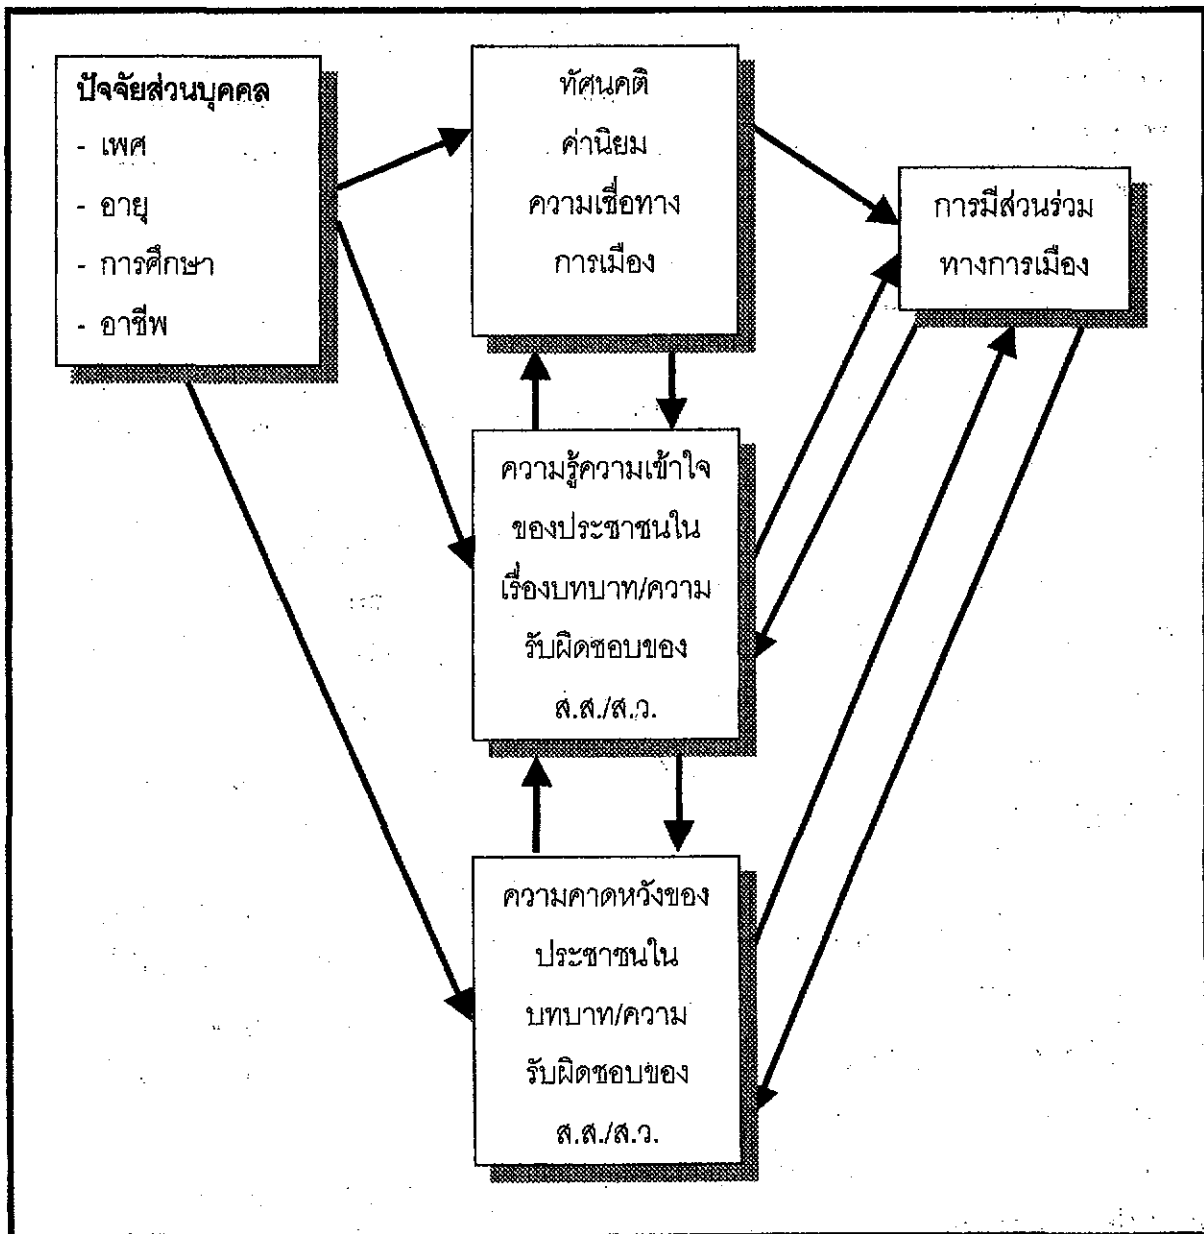 ปัจจัยส่วนบุคคล
- เพศ
- อายุ
- การศึกษา
- อาชีพ
ทัศนคติ
ค่านิยม
ความเชื่อทาง
การเมือง
การมีส่วนร่วม
ทางการเมือง
ความรู้ความเข้าใจ
ของประชาชนใน
เรื่องบทบาท/ความ
รับผิดชอบของ
ส.ส./ส.ว.
ความคาดหวังของ
ประชาชนใน
บทบาท/ความ
รับผิดชอบของ
ส.ส./ส.ว.